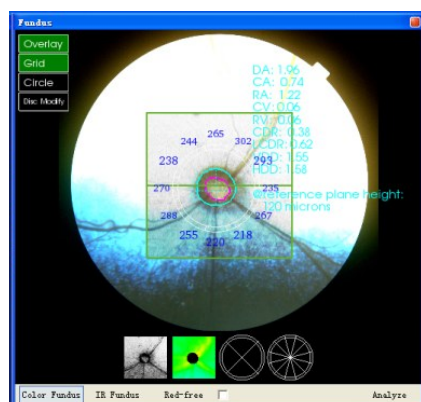 Fundus
Overlay
Grid
Circle
Disc Modify
DA: 1.96
CA: 0.74
RA: 1.22
CV: 0.06
RV: 0.06
CDR: 0.38
LCDR: 0.62
VDD: 1.55
HDD: 1.58
@reference plane height:
120 microns
265
244
302
238
293
270
235
288
267
255
218
220
Color Fundus
IR Fundus
Red-free
Analyze